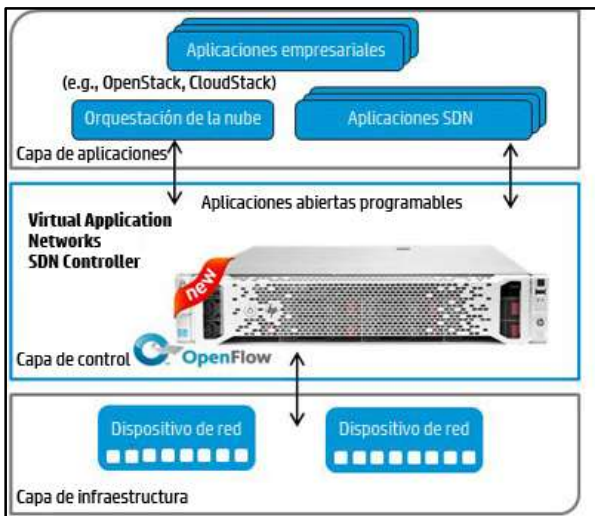 Aplicaciones empresariales
(e.g., OpenStack, CloudStack)
Orquestación de la nube
Aplicaciones SDN
Capa de aplicaciones
Aplicaciones abiertas programables
Virtual Application
Networks
SDN Controller
new
hp
Capa de control
OpenFlow
Dispositivo de red
Dispositivo de red
Capa de infraestructura